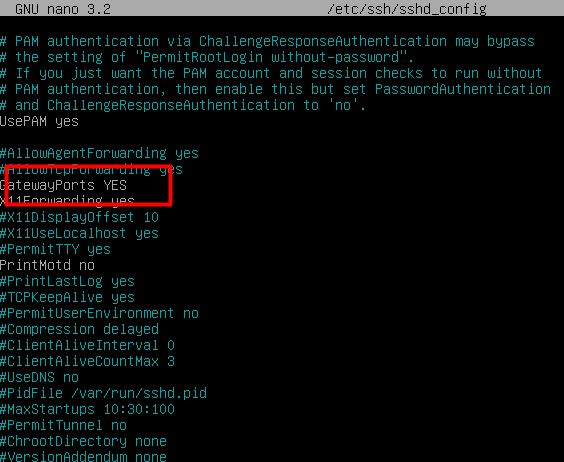 GNU nano 3.2 /etc/ssh/sshd_config
# PAM authentication via ChallengeResponseAuthentication may bypass
# the setting of "PermitRootLogin without-password".
# If you just want the PAM account and session checks to run without
# PAM authentication, then enable this but set PasswordAuthentication
# and ChallengeResponseAuthentication to 'no'.
UsePAM yes
#AllowAgentForwarding yes
#AllowTcpForwarding yes
GatewayPorts YES
X11Forwarding yes
#X11DisplayOffset 10
#X11UseLocalhost yes
#PermitTTY yes
PrintMotd no
#PrintLastLog yes
#TCPKeepAlive yes
#PermitUserEnvironment no
#Compression delayed
#ClientAliveInterval 0
#ClientAliveCountMax 3
#UseDNS no
#PidFile /var/run/sshd.pid
#MaxStartups 10:30:100
#PermitTunnel no
#ChrootDirectory none
#VersionAddendum none